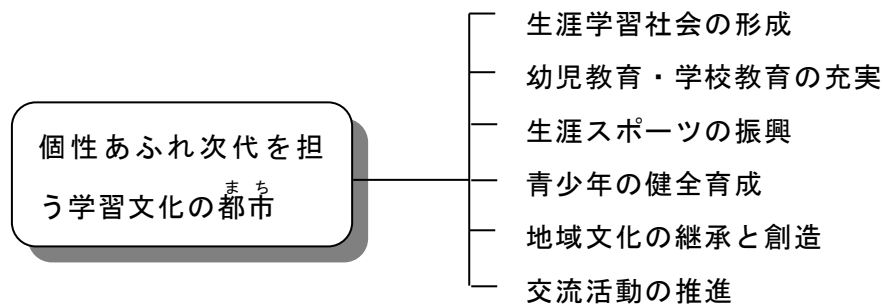 個性あふれ次代を担
まち
う学習文化の都市
生涯学習社会の形成
幼児教育・学校教育の充実
生涯スポーツの振興
青少年の健全育成
地域文化の継承と創造
交流活動の推進